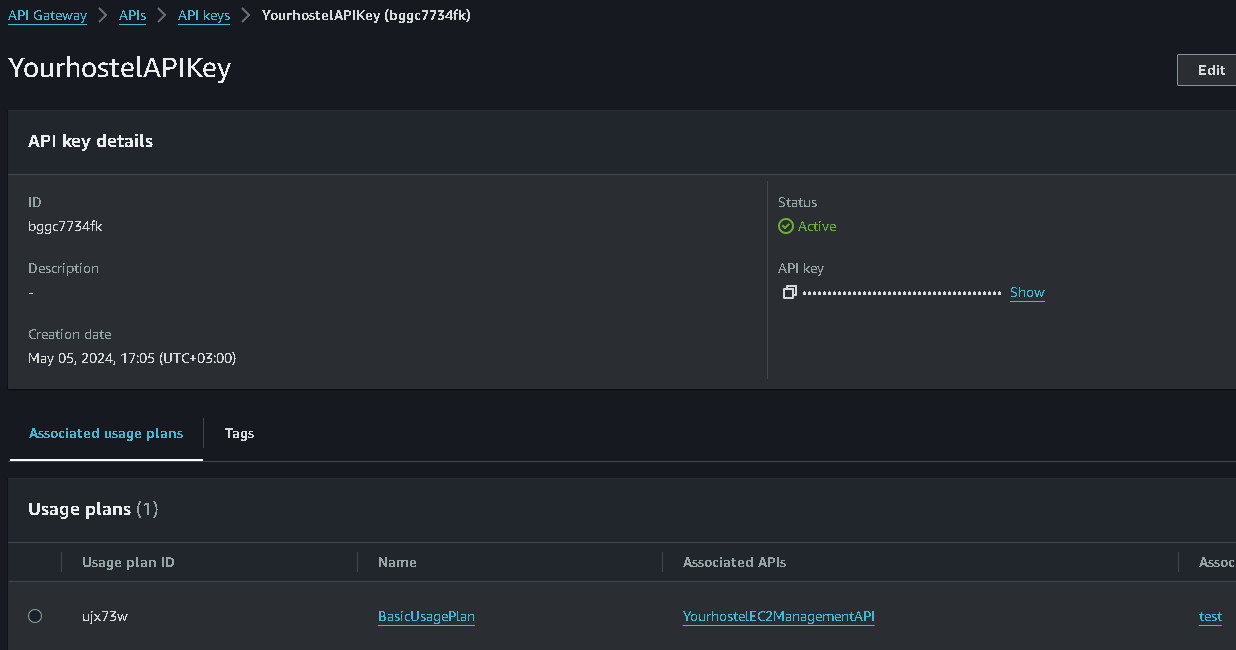 API Gateway > APIs > API keys > YourhostelAPIKey (bggc7734fk)
YourhostelAPIKey
Edit
API key details
ID
bggc7734fk
Description
-
Creation date
May 05, 2024, 17:05 (UTC+03:00)
Status
Active
API key
•••••••••••••••••••••••••••••••••••••••• Show
Associated usage plans
Tags
Usage plans (1)
Usage plan ID Name Associated APIs Assoc
ujx73w BasicUsagePlan YourhostelEC2ManagementAPI test